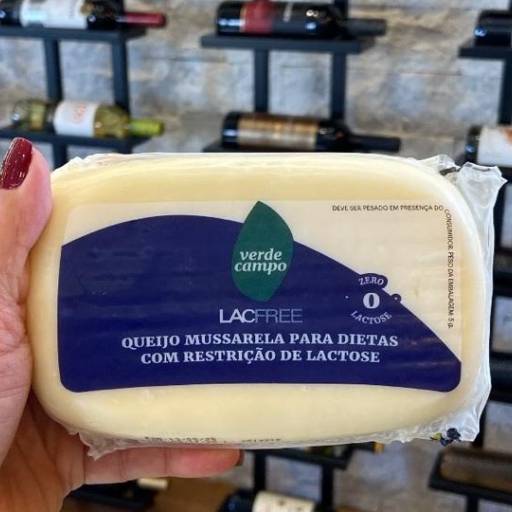 DEVE SER PESADO EM PRESENÇA DO
CONSUMIDOR. PESO DA EMBALAGEM: 5 g.
verde
campo
ZERO
0
LACTOSE
LACFREE
QUEIJO MUSSARELA PARA DIETAS
COM RESTRIÇÃO DE LACTOSE